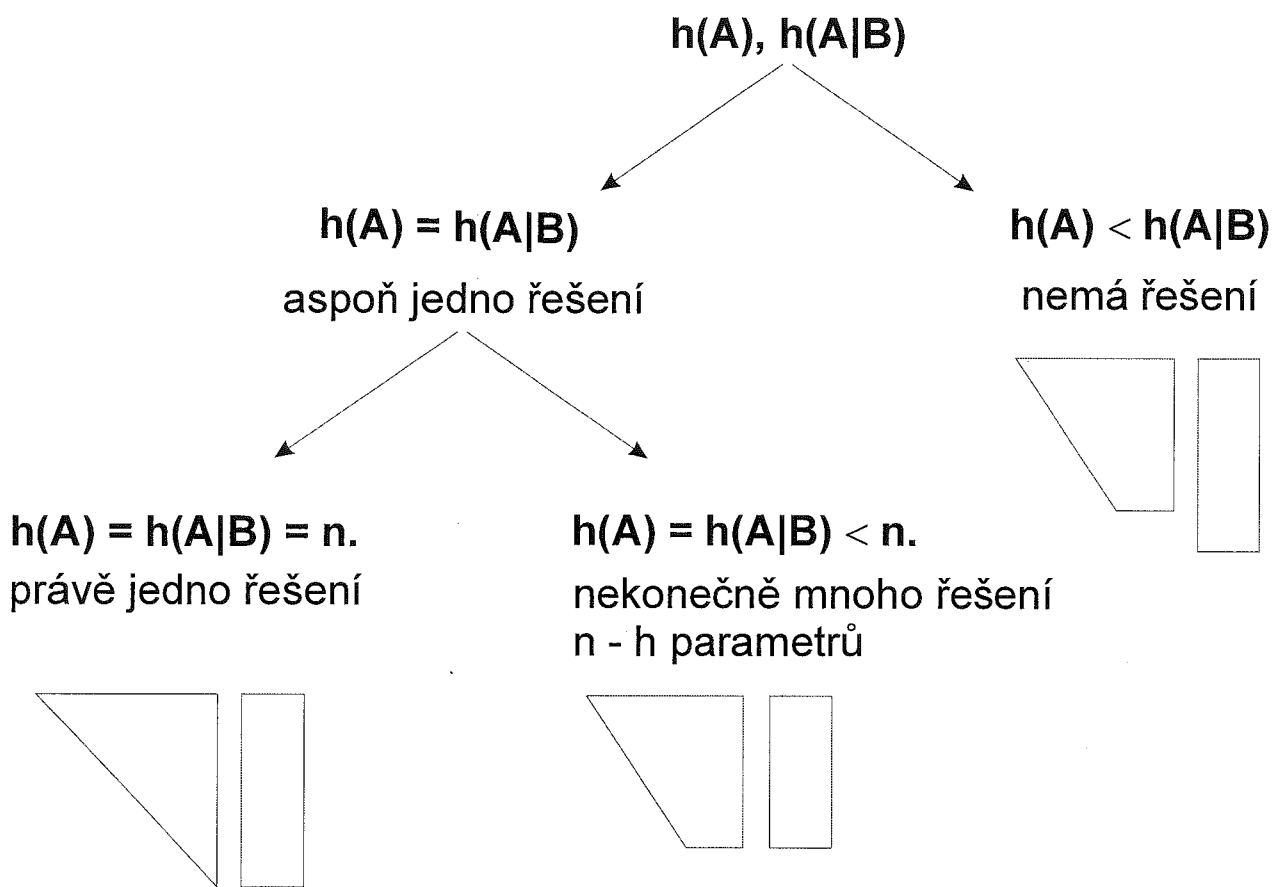 h(A), h(A|B)
h(A) = h(A|B)
aspoň jedno řešení
h(A) < h(A|B)
nemá řešení
h(A) = h(A|B) = n.
právě jedno řešení
h(A) = h(A|B) < n.
nekonečně mnoho řešení
n - h parametrů